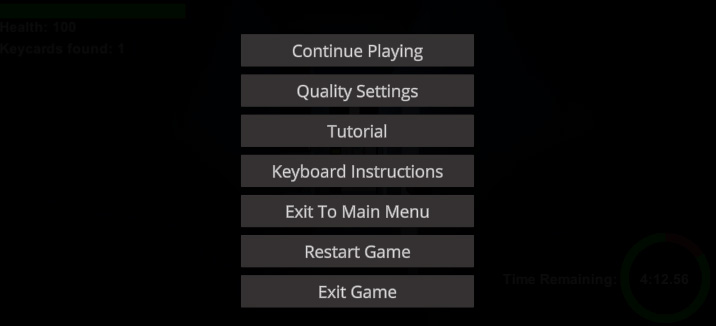 Health: 100
Keycards found: 1
Continue Playing
Quality Settings
Tutorial
Keyboard Instructions
Exit To Main Menu
Restart Game
Exit Game
Time Remaining: 4:12.56